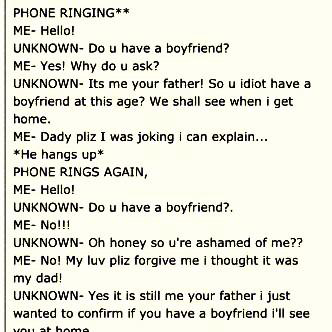 PHONE RINGING**
ME- Hello!
UNKNOWN- Do u have a boyfriend?
ME- Yes! Why do u ask?
UNKNOWN- Its me your father! So u idiot have a
boyfriend at this age? We shall see when i get
home.
ME- Dady pliz I was joking i can explain...
*He hangs up*
PHONE RINGS AGAIN,
ME- Hello!
UNKNOWN- Do u have a boyfriend?.
ME- No!!!
UNKNOWN- Oh honey so u're ashamed of me??
ME- No! My luv pliz forgive me i thought it was
my dad!
UNKNOWN- Yes it is still me your father i just
wanted to confirm if you have a boyfriend i'll see
you at home